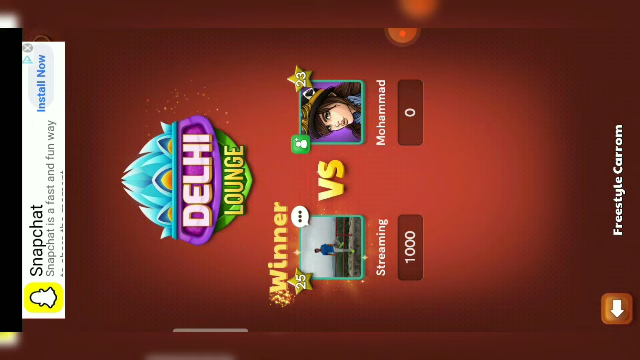 Snapchat
Snapchat is a fast and fun way
Install Now
DELHI
LOUNGE
Winner
25
Streaming
1000
VS
23
Mohammad
0
Freestyle Carrom